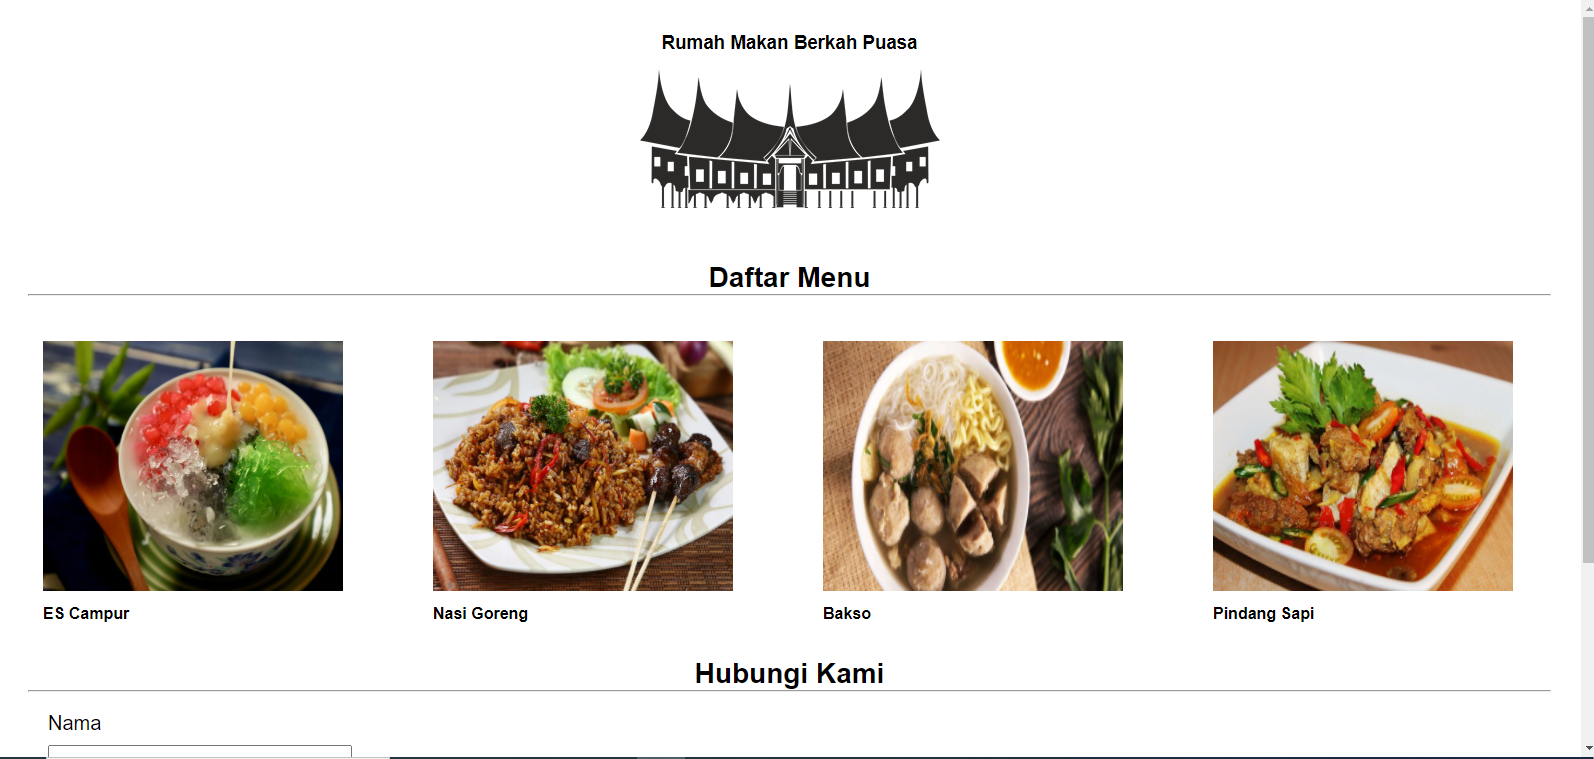 Rumah Makan Berkah Puasa
Daftar Menu
ES Campur
Nasi Goreng
Bakso
Pindang Sapi
Hubungi Kami
Nama